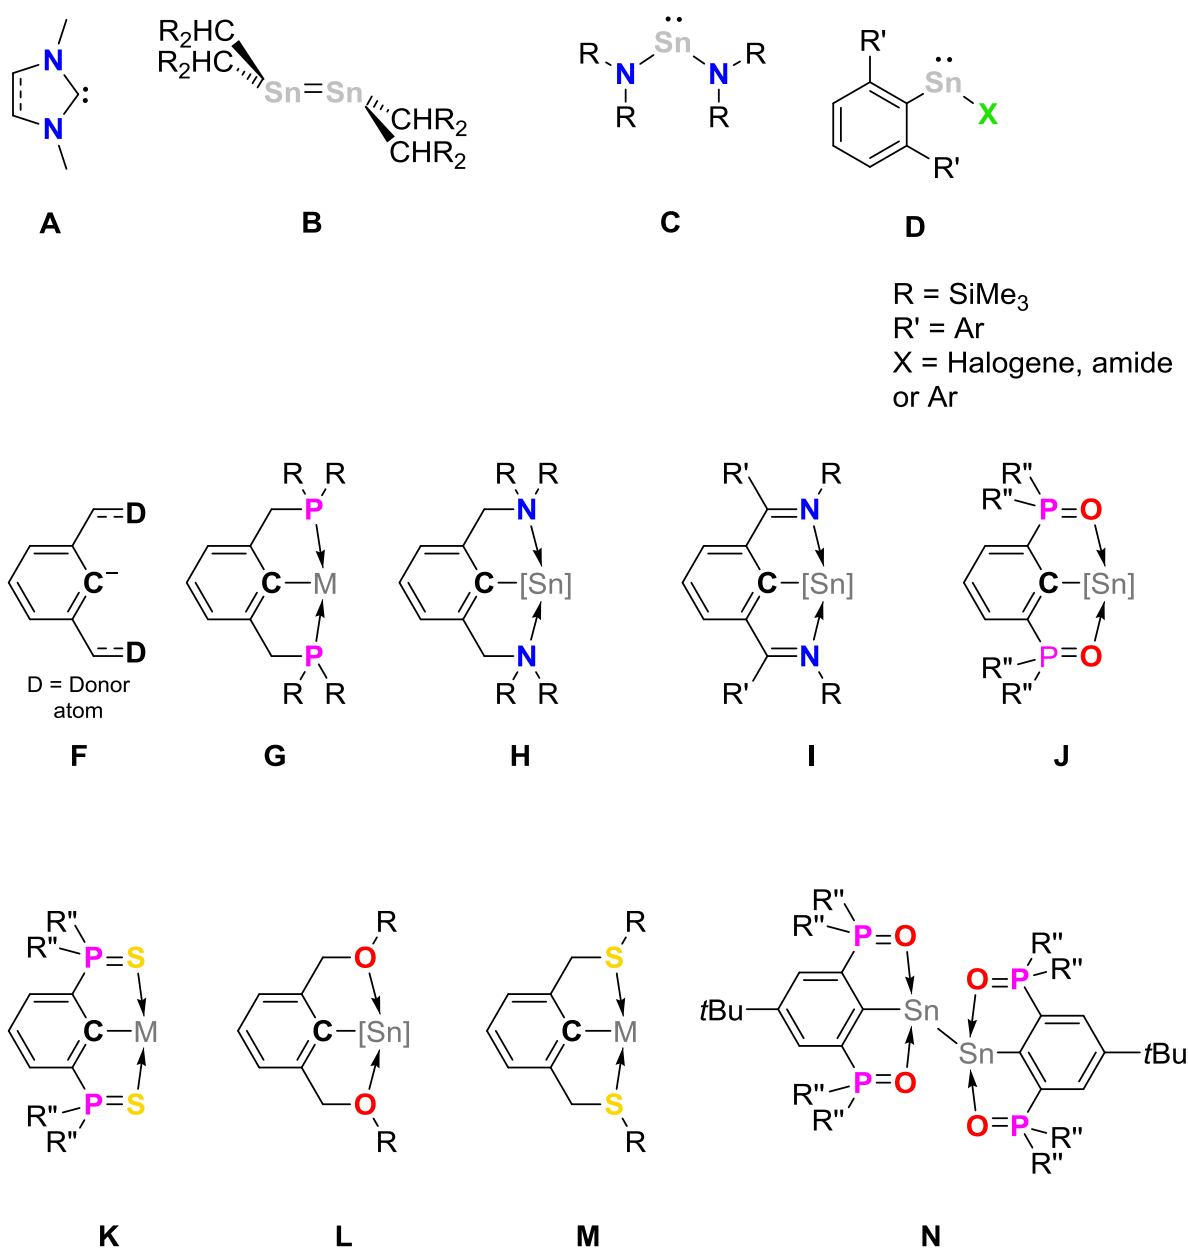 N
N
:
A
R₂HC
R₂HC
Sn=Sn
CHR₂
CHR₂
B
R
N
R
Sn
N
R
R
C
R'
Sn
X
R'
D
R = SiMe₃
R' = Ar
X = Halogene, amide
or Ar
D
C⁻
D
D = Donor
atom
F
R R
P
C M
P
R R
G
R R
N
C [Sn]
N
R R
H
R' R
N
C [Sn]
N
R' R
I
R"
R" P=O
C [Sn]
R" P=O
R"
J
R"
R" P=S
C M
R" P=S
R"
K
R
O
C [Sn]
O
R
L
R
S
C M
S
R
M
R"
R" P=O
tBu Sn
R" P=O
R"
R"
O=P R"
Sn tBu
O=P R"
R"
N